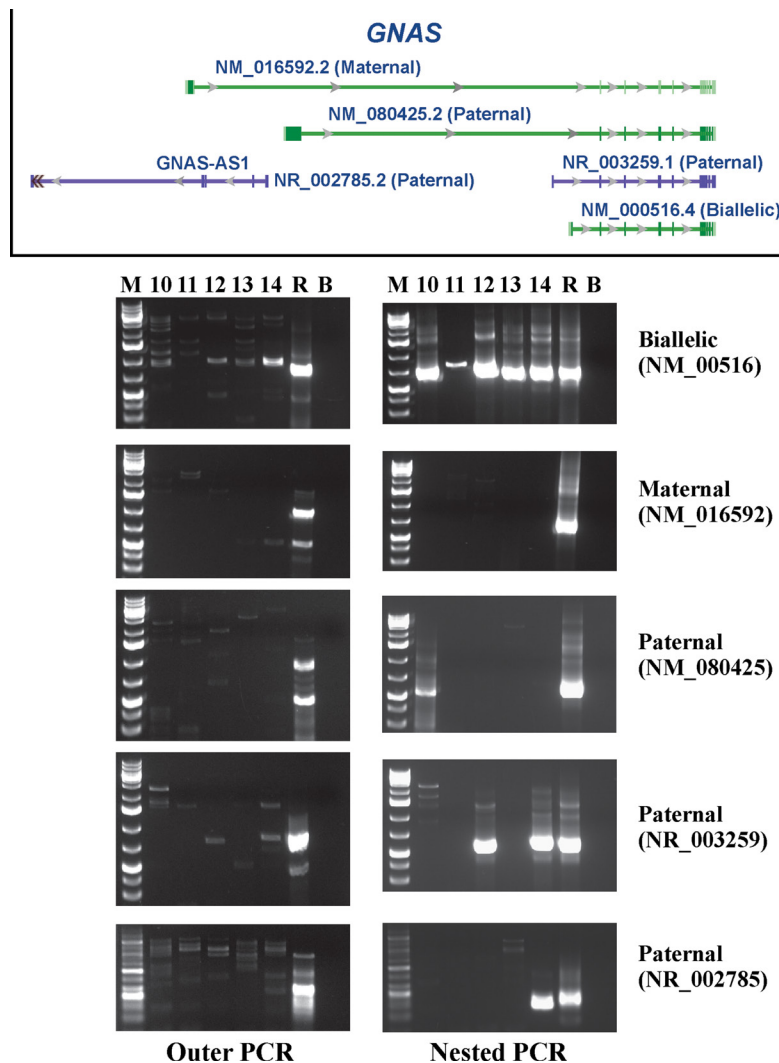 GNAS
NM_016592.2 (Maternal)
NM_080425.2 (Paternal)
GNAS-AS1
NR_002785.2 (Paternal)
NR_003259.1 (Paternal)
NM_000516.4 (Biallelic)
M 10 11 12 13 14 R B
M 10 11 12 13 14 R B
Biallelic
(NM_00516)
Maternal
(NM_016592)
Paternal
(NM_080425)
Paternal
(NR_003259)
Paternal
(NR_002785)
Outer PCR
Nested PCR